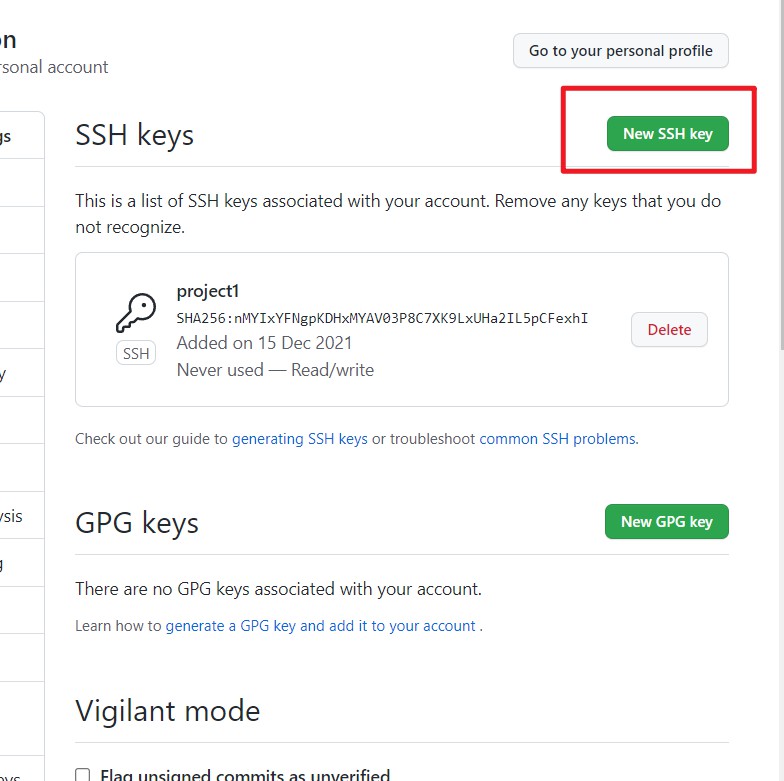 on
rsonal account
Go to your personal profile
gs
SSH keys
New SSH key
This is a list of SSH keys associated with your account. Remove any keys that you do
not recognize.
project1
SHA256:nMYIxYFNgpKDHxMYAV03P8C7XK9LxUHa2IL5pCFexhI
Added on 15 Dec 2021
Never used — Read/write
SSH
Delete
y
Check out our guide to generating SSH keys or troubleshoot common SSH problems.
GPG keys
New GPG key
ysis
g
There are no GPG keys associated with your account.
Learn how to generate a GPG key and add it to your account .
Vigilant mode
Flag unsigned commits as unverified
eys